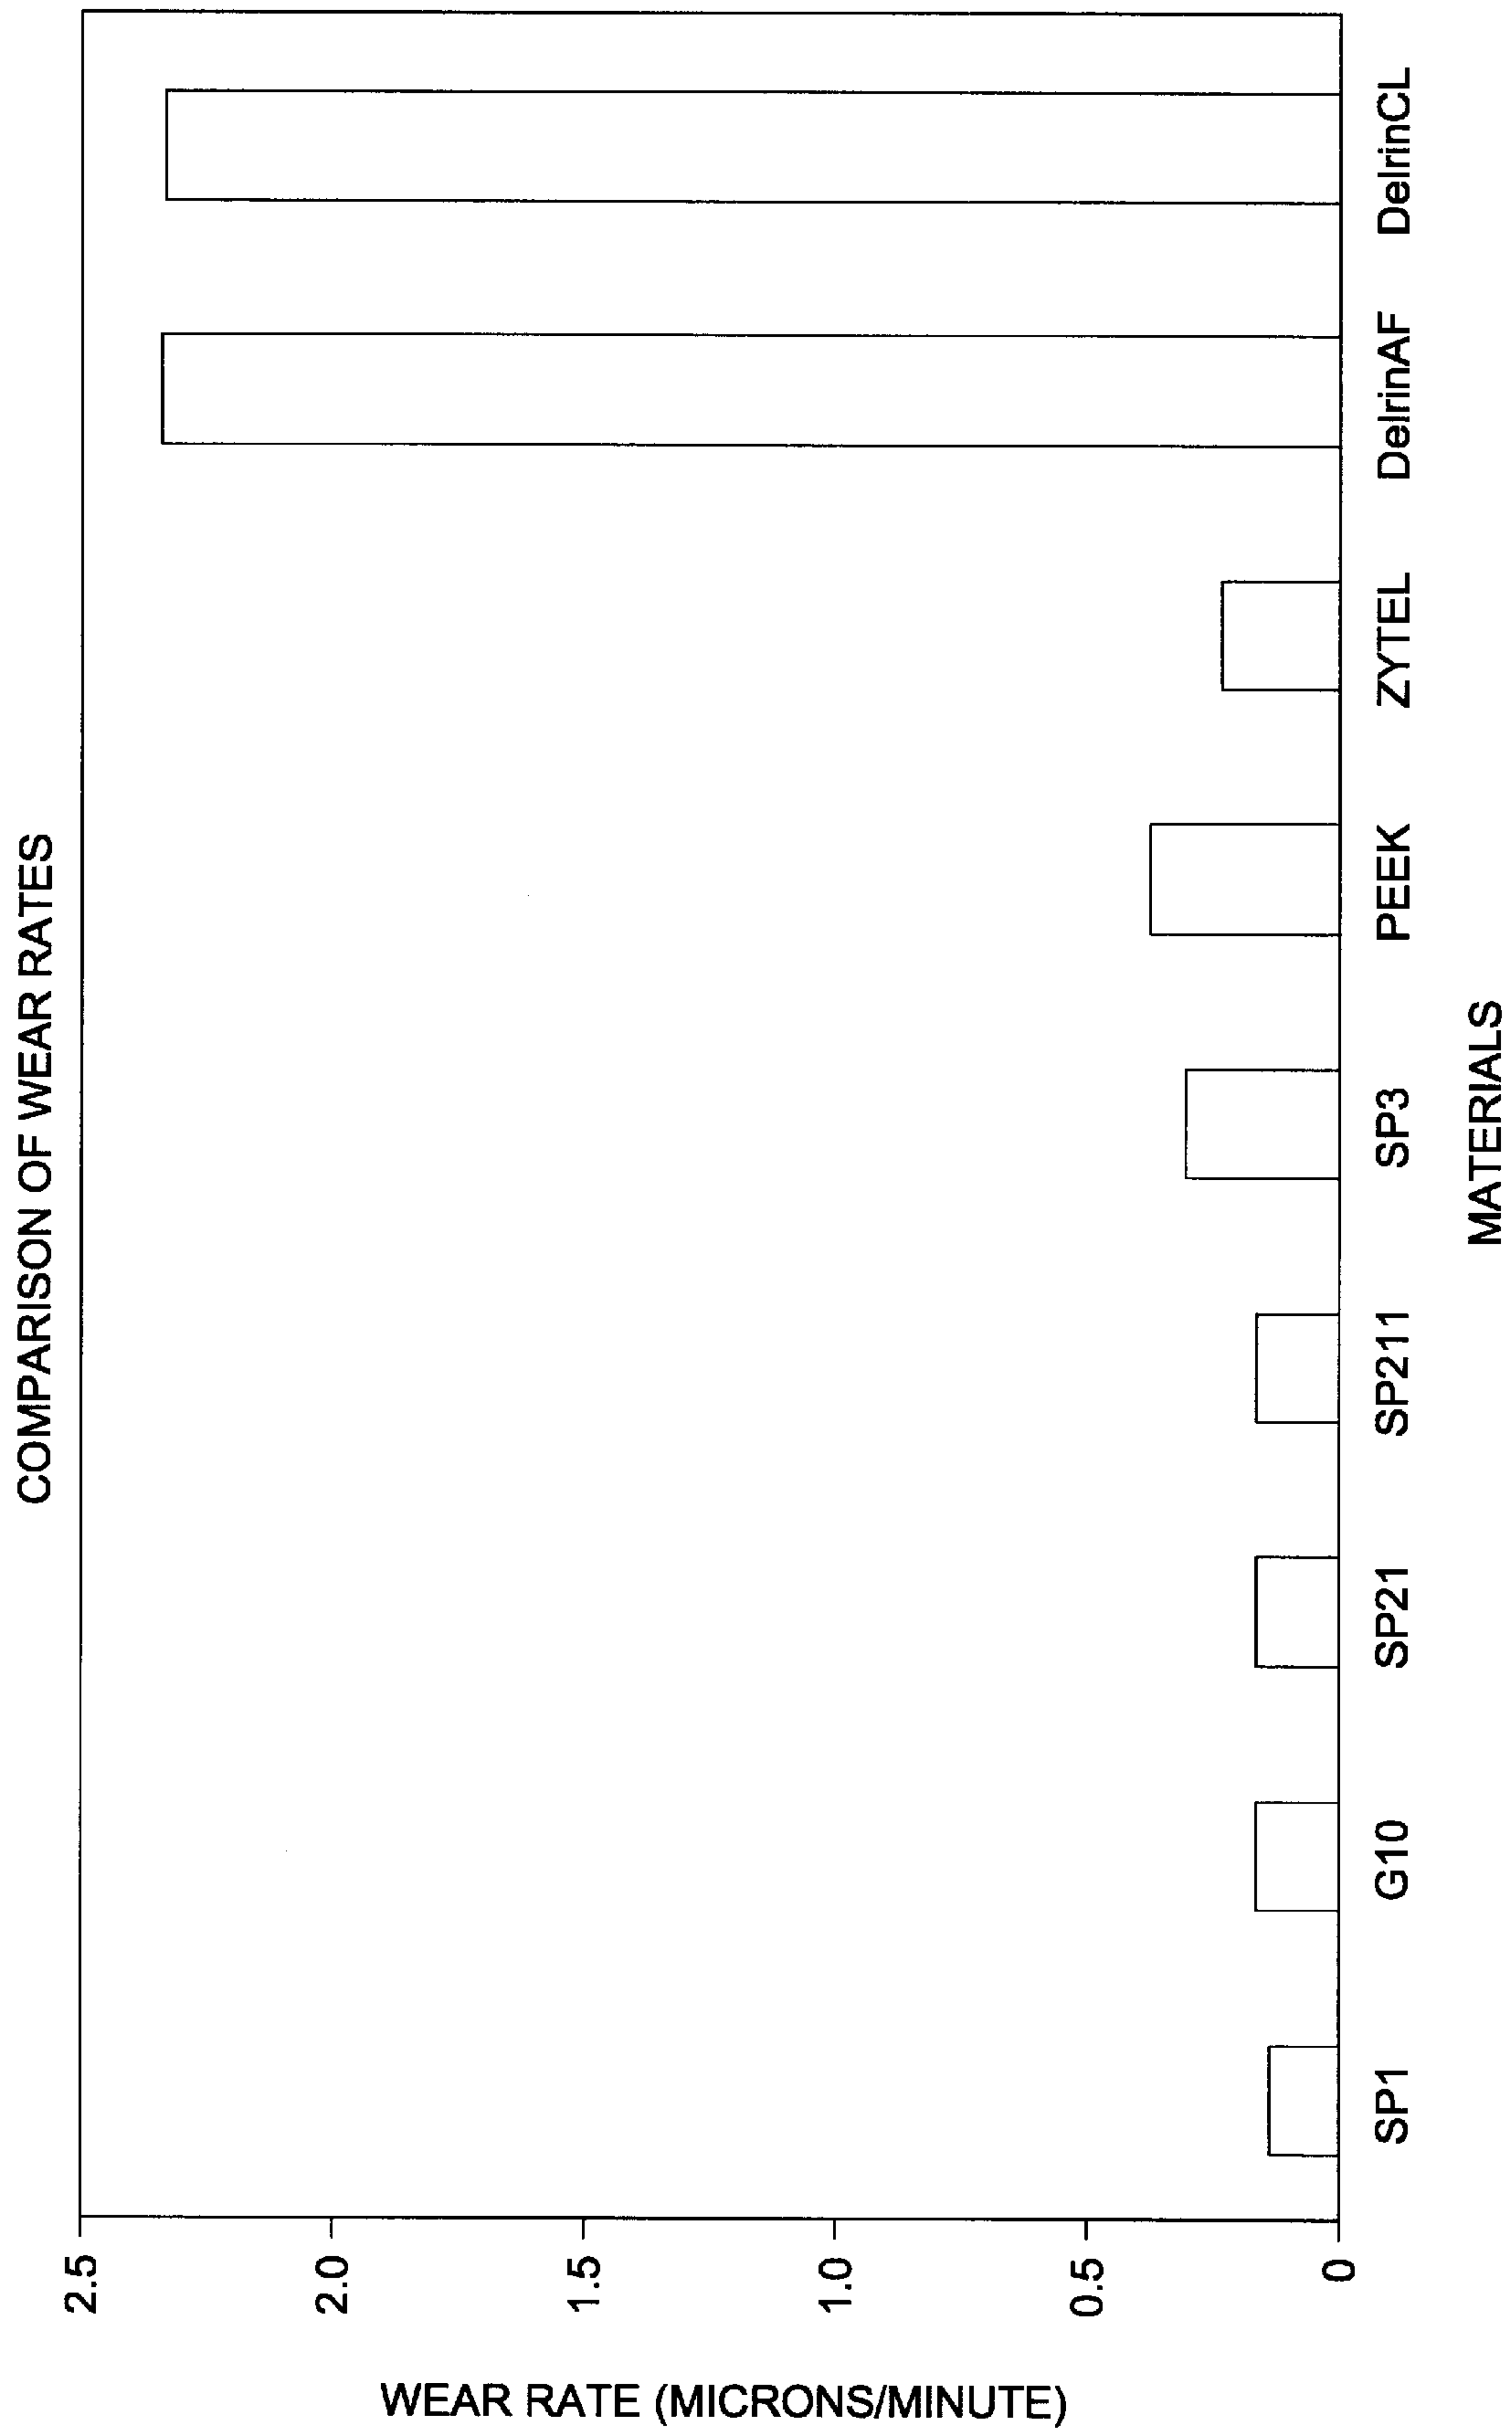 COMPARISON OF WEAR RATES
2.5
2.0
1.5
1.0
0.5
0
WEAR RATE (MICRONS/MINUTE)
SP1 G10 SP21 SP211 SP3 PEEK ZYTEL DelrinAF DelrinCL
MATERIALS